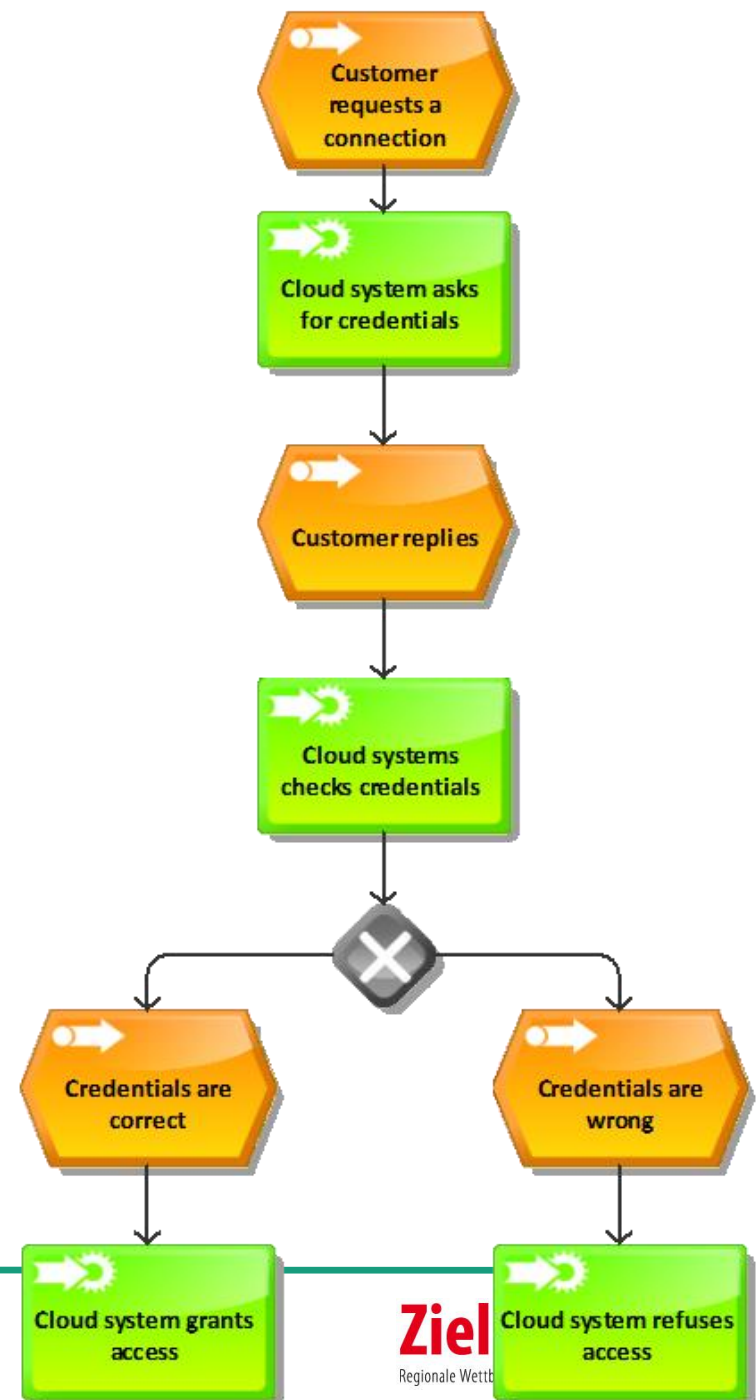 Customer
requests a
connection
Cloud system asks
for credentials
Customer replies
Cloud systems
checks credentials
Credentials are
correct
Credentials are
wrong
Cloud system grants
access
Ziel
Regionale
Cloud system refuses
access